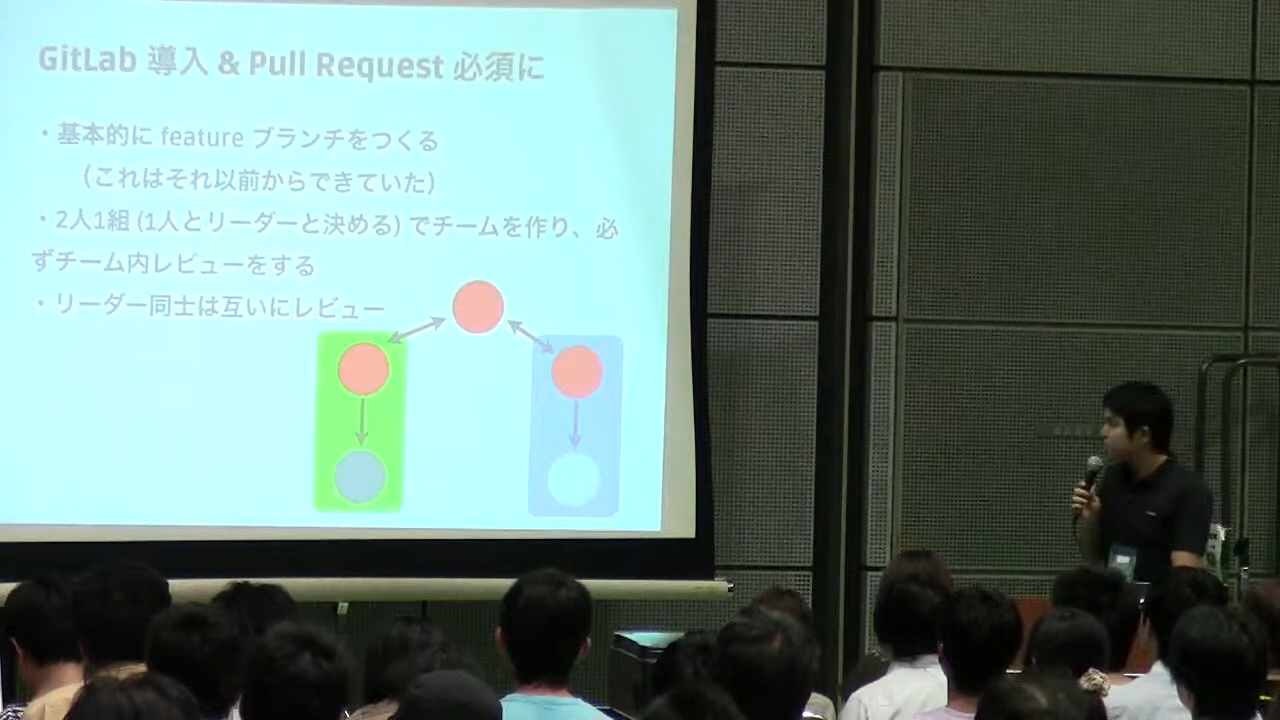 GitLab 導入 & Pull Request 必須に
・基本的に feature ブランチをつくる
（これはそれ以前からできていた）
・2人1組 (1人とリーダーと決める) でチームを作り、必
ずチーム内レビューをする
・リーダー同士は互いにレビュー